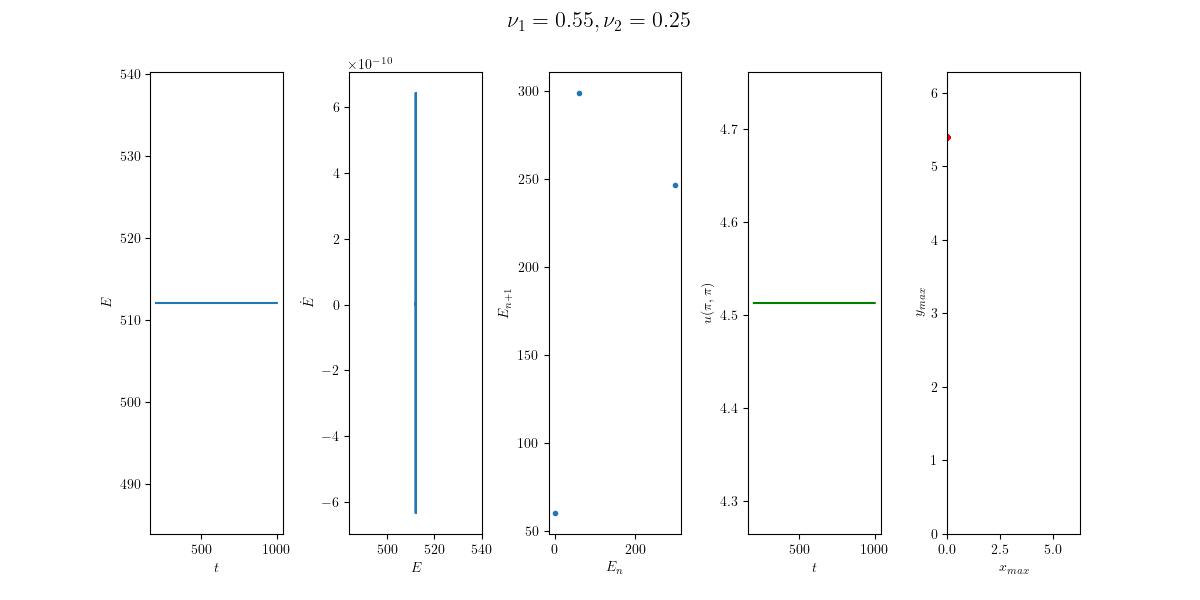 ν₁ = 0.55, ν₂ = 0.25
540
530
520
510
500
490
E
500 1000
t
×10⁻¹⁰
6
4
2
0
−2
−4
−6
Ė
500 520 540
E
300
250
200
150
100
50
Eₙ₊₁
0 200
Eₙ
4.7
4.6
4.5
4.4
4.3
u(π, π)
500 1000
t
6
5
4
3
2
1
0
y_max
0.0 2.5 5.0
x_max